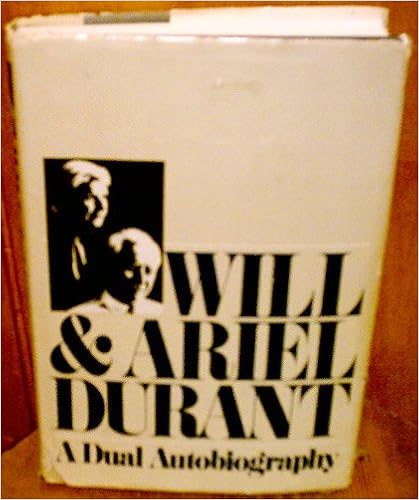 WILL
& ARIEL
DURANT
A Dual Autobiography